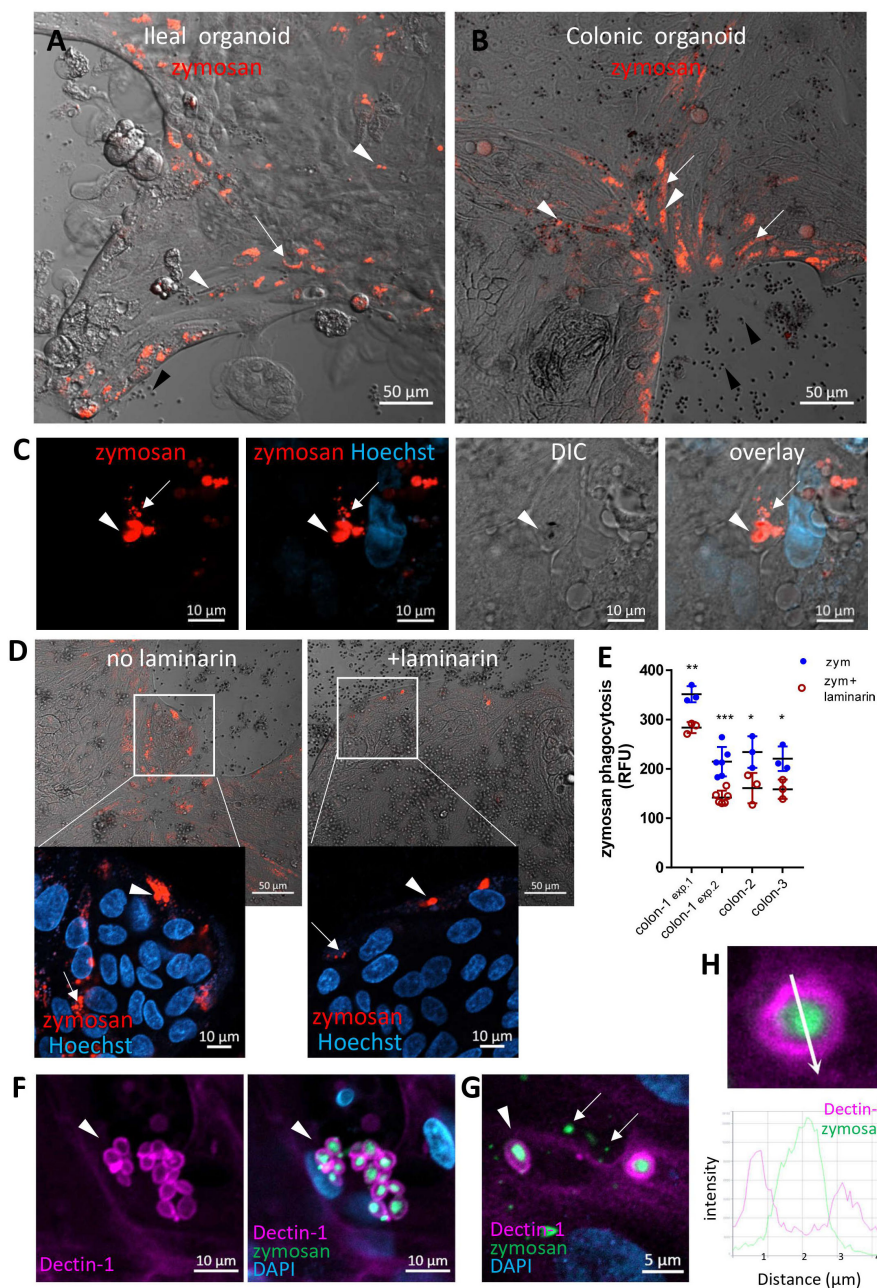 A
Ileal organoid
zymosan
50 µm
B
Colonic organoid
zymosan
50 µm
C
zymosan
10 µm
zymosan Hoechst
10 µm
DIC
10 µm
overlay
10 µm
D
no laminarin
50 µm
+laminarin
50 µm
zymosan
Hoechst
10 µm
zymosan
Hoechst
10 µm
E
zymosan phagocytosis
(RFU)
400
300
200
100
0
**
***
*
*
zym
zym+
laminarin
colon-1 exp.1
colon-1 exp.2
colon-2
colon-3
F
Dectin-1
10 µm
Dectin-1
zymosan
DAPI
10 µm
G
Dectin-1
zymosan
DAPI
5 µm
H
Dectin-
zymosa
intensity
1
2
3
Distance (µm)